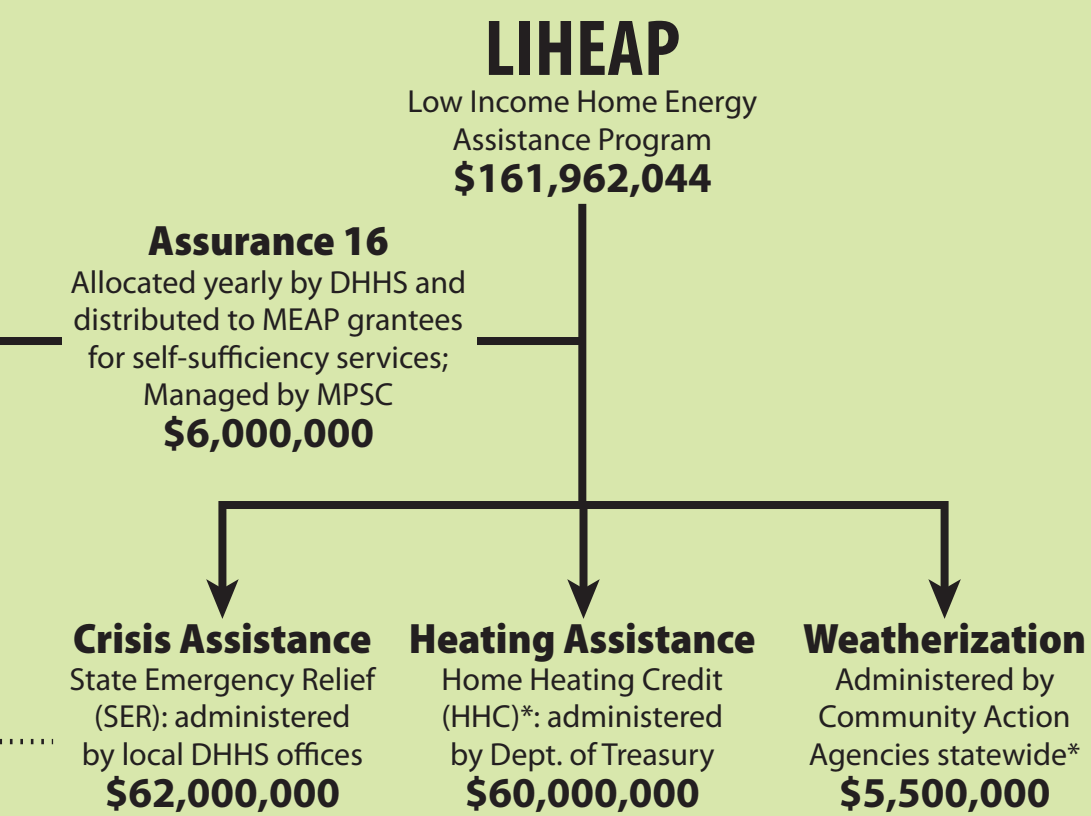 LIHEAP
Low Income Home Energy
Assistance Program
$161,962,044
Assurance 16
Allocated yearly by DHHS and
distributed to MEAP grantees
for self-sufficiency services;
Managed by MPSC
$6,000,000
Crisis Assistance
State Emergency Relief
(SER): administered
by local DHHS offices
$62,000,000
Heating Assistance
Home Heating Credit
(HHC)*: administered
by Dept. of Treasury
$60,000,000
Weatherization
Administered by
Community Action
Agencies statewide*
$5,500,000